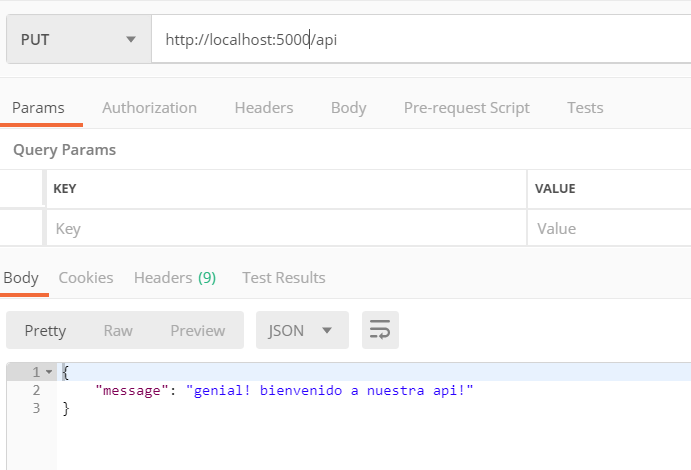 PUT http://localhost:5000/api
Params Authorization Headers Body Pre-request Script Tests
Query Params
KEY VALUE
Key Value
Body Cookies Headers (9) Test Results
Pretty Raw Preview JSON
1 {
2 "message": "genial! bienvenido a nuestra api!"
3 }